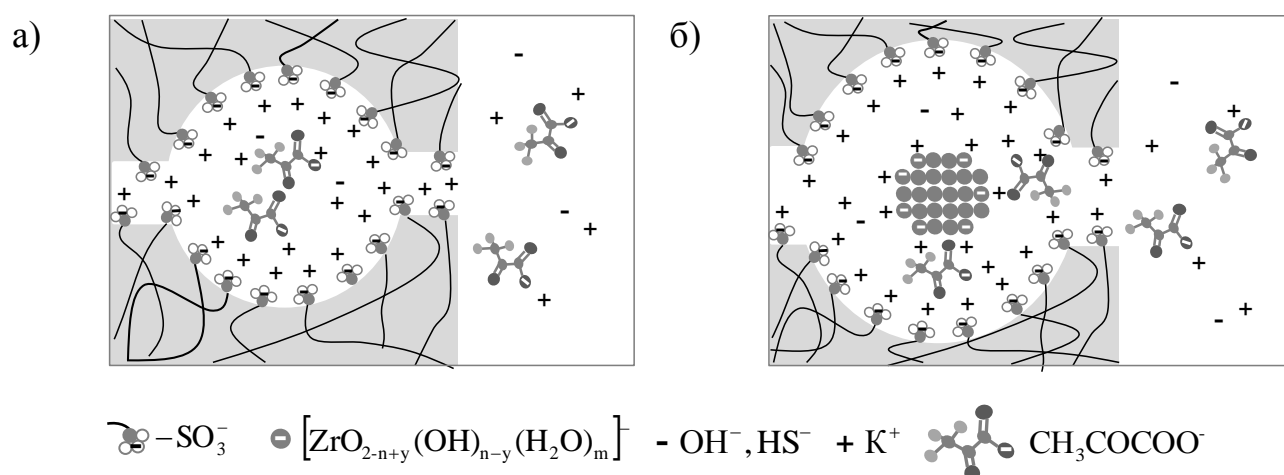 а) б)
–SO₃⁻ [ZrO₂₋ₙ₊ᵧ(OH)ₙ₋ᵧ(H₂O)ₘ]⁻ - OH⁻, HS⁻ + K⁺ CH₃COCOO⁻